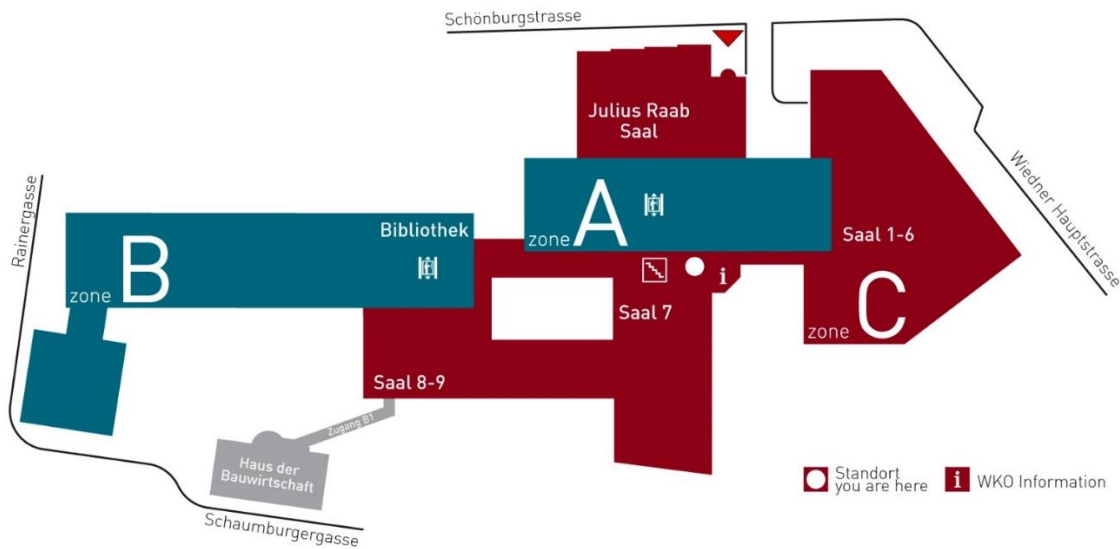 Schönburgstrasse
Julius Raab
Saal
Wiedner Hauptstrasse
Rainergasse
zone A
Bibliothek
zone B
Saal 1-6
i
Saal 7
zone C
Saal 8-9
Zugang B1
Haus der
Bauwirtschaft
Schaumburgergasse
Standort
you are here
i WKO Information